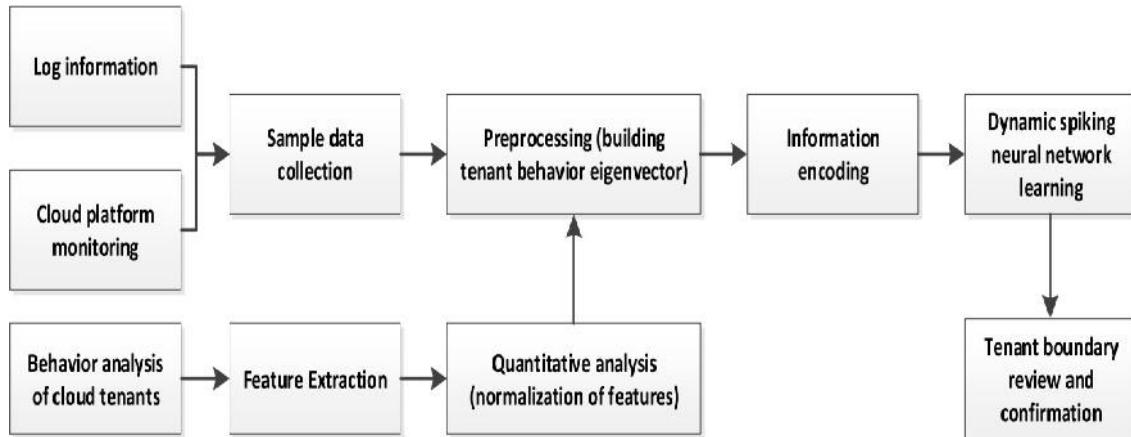 Log information
Cloud platform
monitoring
Sample data
collection
Preprocessing (building
tenant behavior eigenvector)
Information
encoding
Dynamic spiking
neural network
learning
Behavior analysis
of cloud tenants
Feature Extraction
Quantitative analysis
(normalization of features)
Tenant boundary
review and
confirmation